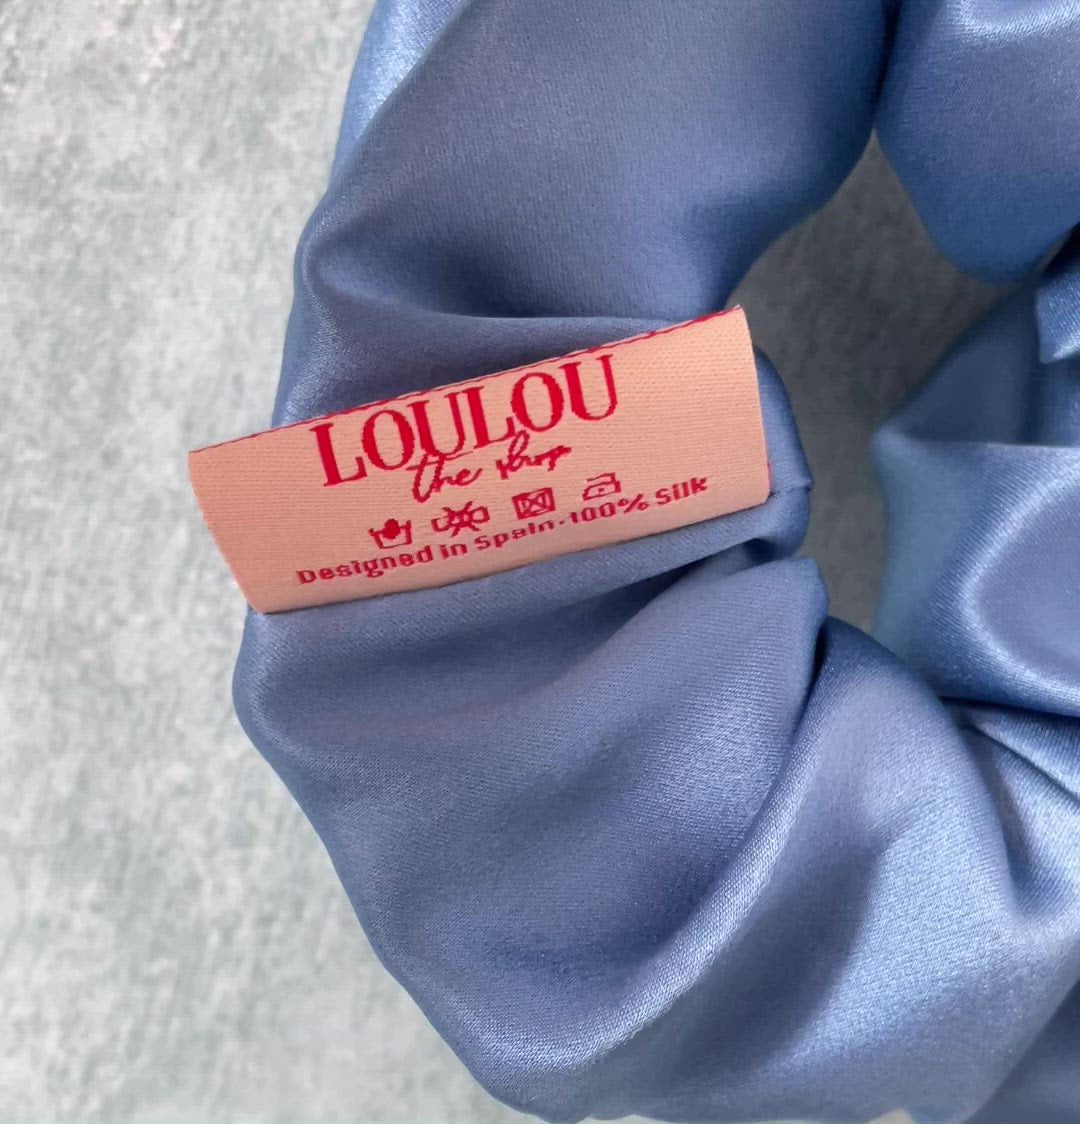 LOULOU
the shop
Designed in Spain·100% Silk